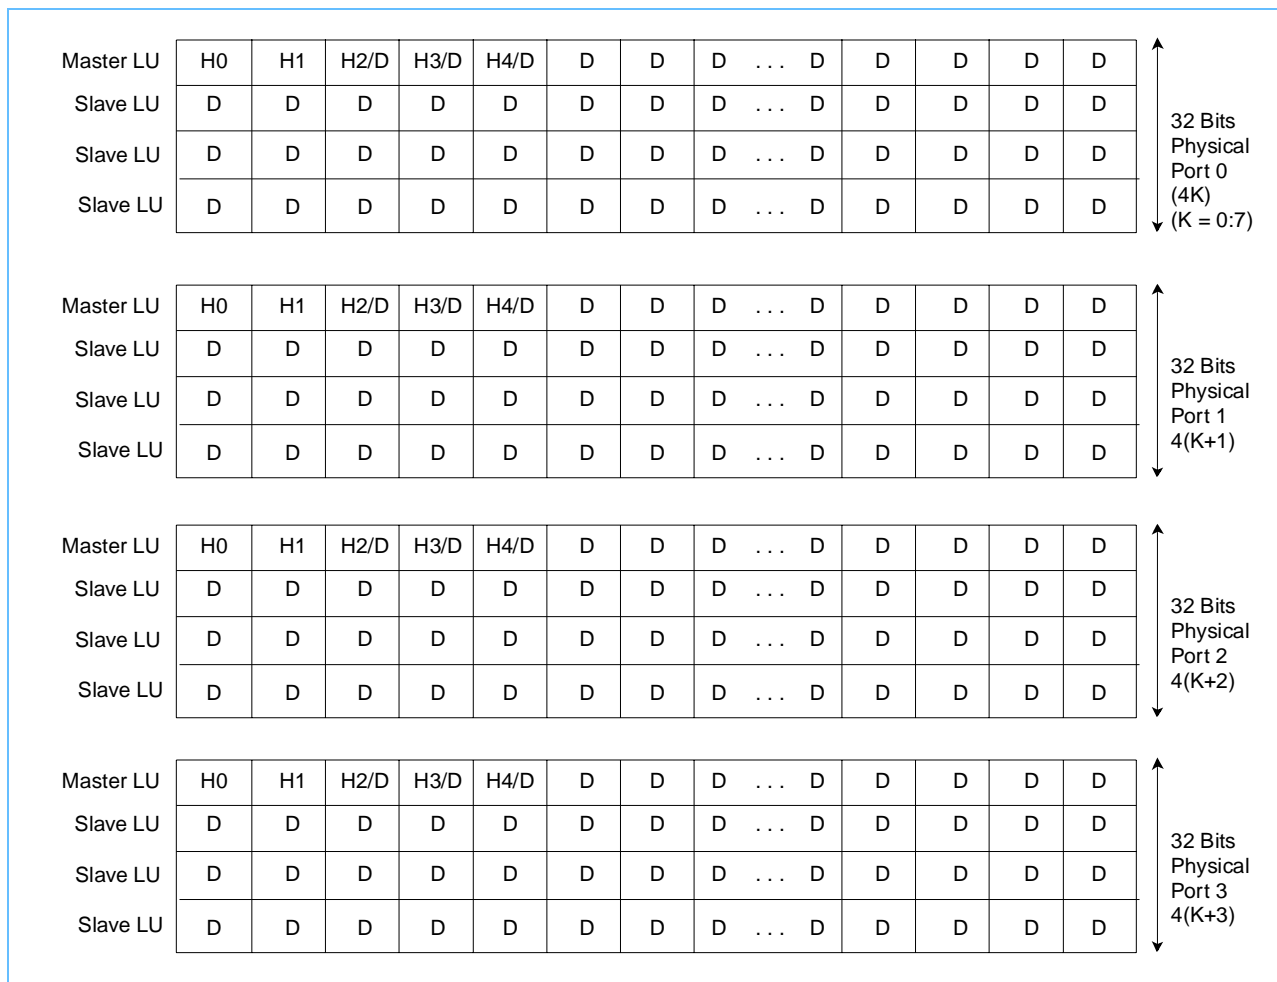 Master LU H0 H1 H2/D H3/D H4/D D D D . . . D D D D D
Slave LU D D D D D D D D . . . D D D D D
Slave LU D D D D D D D D . . . D D D D D
Slave LU D D D D D D D D . . . D D D D D
32 Bits
Physical
Port 0
(4K)
(K = 0:7)
Master LU H0 H1 H2/D H3/D H4/D D D D . . . D D D D D
Slave LU D D D D D D D D . . . D D D D D
Slave LU D D D D D D D D . . . D D D D D
Slave LU D D D D D D D D . . . D D D D D
32 Bits
Physical
Port 1
4(K+1)
Master LU H0 H1 H2/D H3/D H4/D D D D . . . D D D D D
Slave LU D D D D D D D D . . . D D D D D
Slave LU D D D D D D D D . . . D D D D D
Slave LU D D D D D D D D . . . D D D D D
32 Bits
Physical
Port 2
4(K+2)
Master LU H0 H1 H2/D H3/D H4/D D D D . . . D D D D D
Slave LU D D D D D D D D . . . D D D D D
Slave LU D D D D D D D D . . . D D D D D
Slave LU D D D D D D D D . . . D D D D D
32 Bits
Physical
Port 3
4(K+3)